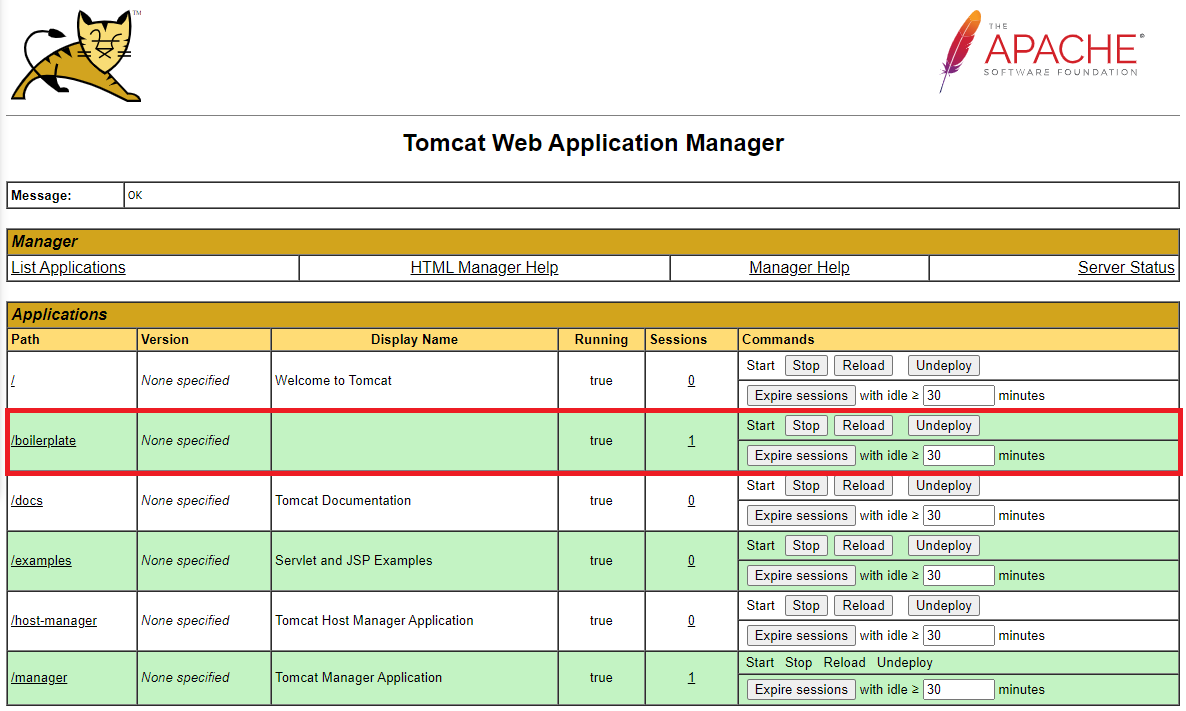 TM
THE
APACHE®
SOFTWARE FOUNDATION
Tomcat Web Application Manager
Message: OK
Manager
List Applications HTML Manager Help Manager Help Server Status
Applications
Path Version Display Name Running Sessions Commands
/ None specified Welcome to Tomcat true 0 Start Stop Reload Undeploy
Expire sessions with idle ≥ 30 minutes
/boilerplate None specified true 1 Start Stop Reload Undeploy
Expire sessions with idle ≥ 30 minutes
/docs None specified Tomcat Documentation true 0 Start Stop Reload Undeploy
Expire sessions with idle ≥ 30 minutes
/examples None specified Servlet and JSP Examples true 0 Start Stop Reload Undeploy
Expire sessions with idle ≥ 30 minutes
/host-manager None specified Tomcat Host Manager Application true 0 Start Stop Reload Undeploy
Expire sessions with idle ≥ 30 minutes
/manager None specified Tomcat Manager Application true 1 Start Stop Reload Undeploy
Expire sessions with idle ≥ 30 minutes